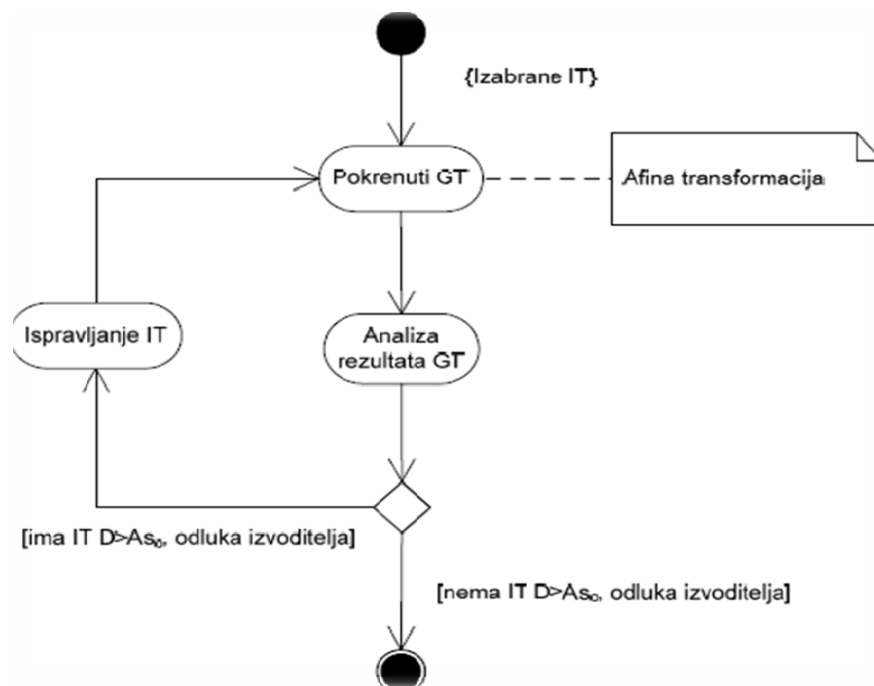 {Izabrane IT}
Pokrenuti GT
Afina transformacija
Ispravljanje IT
Analiza
rezultata GT
[ima IT D>As₀, odluka izvoditelja]
[nema IT D>As₀, odluka izvoditelja]